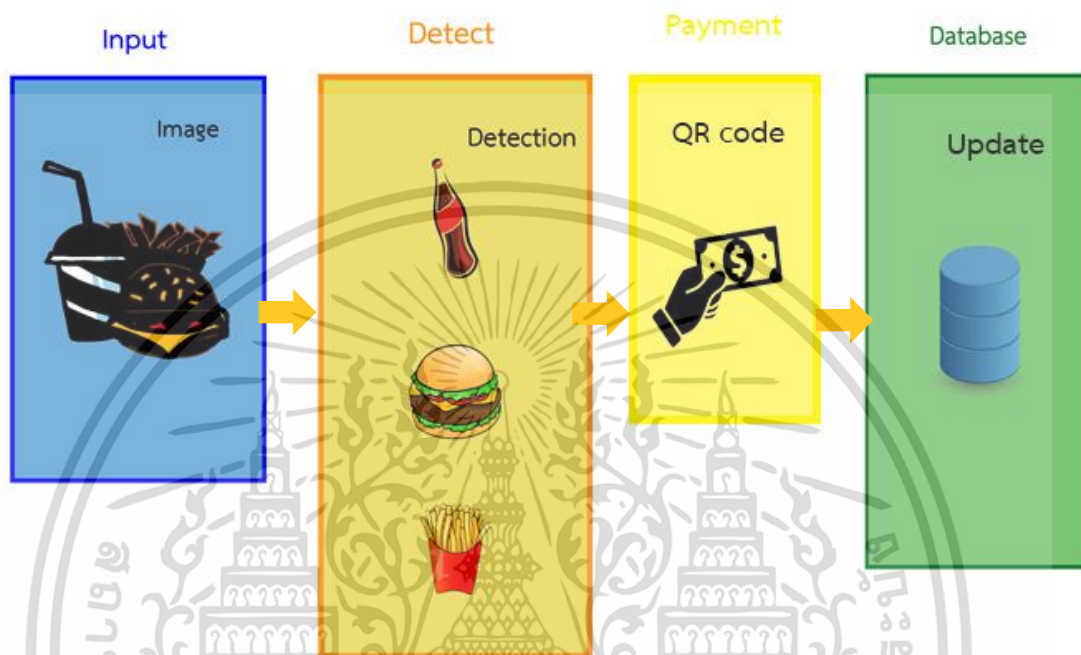 Input
Detect
Payment
Database
Image
Detection
QR code
Update